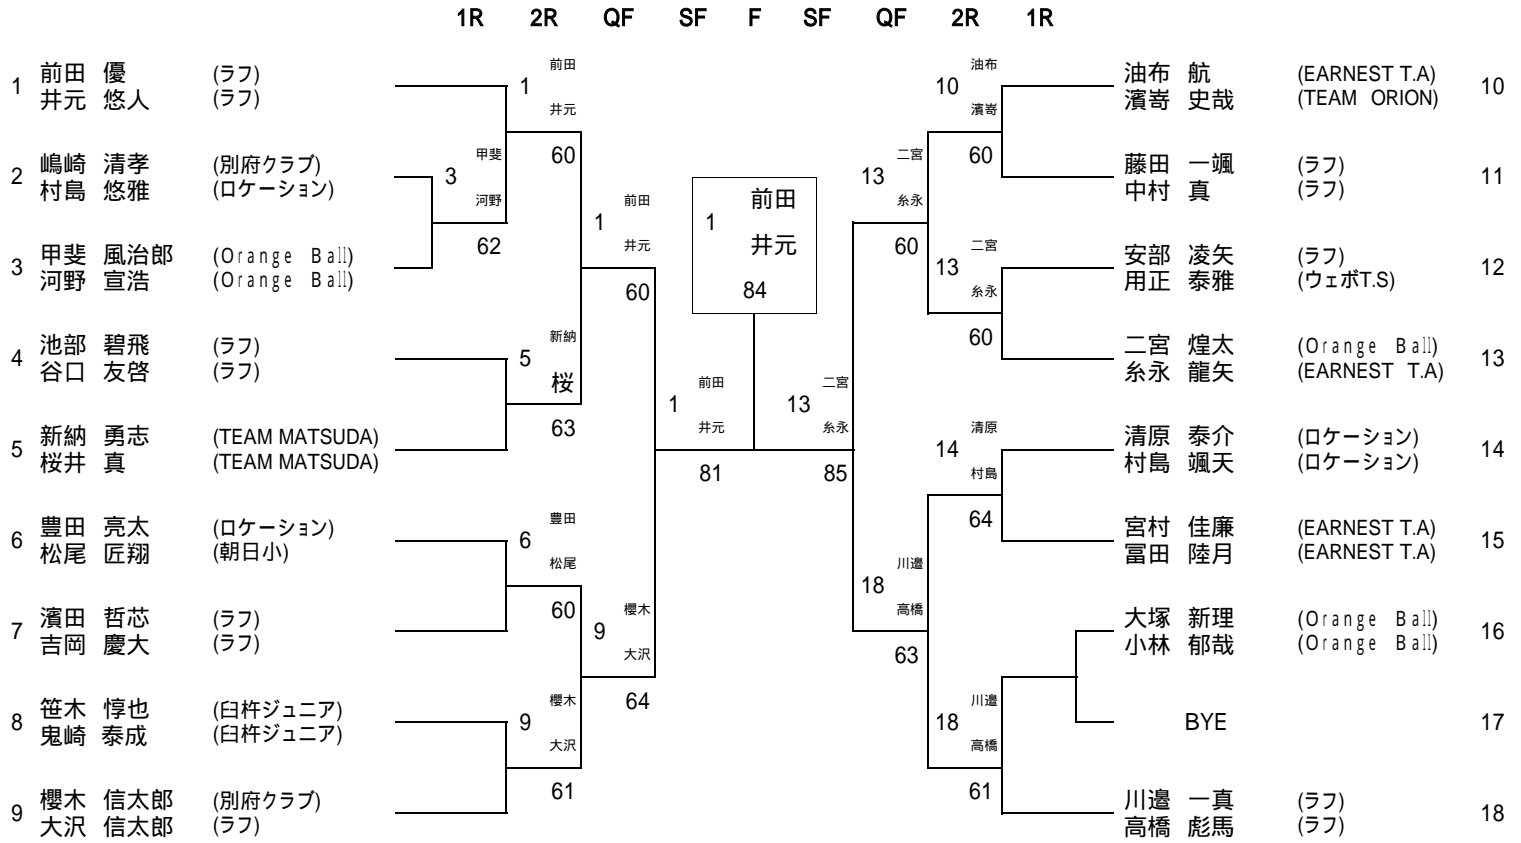 1R 2R QF SF F SF QF 2R 1R
1 前田 優 (ラフ)
井元 悠人 (ラフ)
2 嶋崎 清孝 (別府クラブ)
村島 悠雅 (ロケーション)
3 甲斐 風治郎 (Orange Ball)
河野 宣浩 (Orange Ball)
4 池部 碧飛 (ラフ)
谷口 友啓 (ラフ)
5 新納 勇志 (TEAM MATSUDA)
桜井 真 (TEAM MATSUDA)
6 豊田 亮太 (ロケーション)
松尾 匠翔 (朝日小)
7 濱田 哲芯 (ラフ)
吉岡 慶大 (ラフ)
8 笹木 惇也 (臼杵ジュニア)
鬼崎 泰成 (臼杵ジュニア)
9 櫻木 信太郎 (別府クラブ)
大沢 信太郎 (ラフ)
3 甲斐
河野
62
1 前田
井元
60
5 新納
桜
63
6 豊田
松尾
60
9 櫻木
大沢
61
1 前田
井元
60
9 櫻木
大沢
64
1 前田
井元
81
1 前田
井元
84
13 二宮
糸永
85
13 二宮
糸永
60
18 川邉
高橋
63
10 油布
濱嵜
60
13 二宮
糸永
60
14 清原
村島
64
18 川邉
高橋
61
油布 航 (EARNEST T.A) 10
濱嵜 史哉 (TEAM ORION)
藤田 一颯 (ラフ) 11
中村 真 (ラフ)
安部 凌矢 (ラフ) 12
用正 泰雅 (ウェボT.S)
二宮 煌太 (Orange Ball) 13
糸永 龍矢 (EARNEST T.A)
清原 泰介 (ロケーション) 14
村島 颯天 (ロケーション)
宮村 佳廉 (EARNEST T.A) 15
冨田 陸月 (EARNEST T.A)
大塚 新理 (Orange Ball) 16
小林 郁哉 (Orange Ball)
BYE 17
川邉 一真 (ラフ) 18
高橋 彪馬 (ラフ)